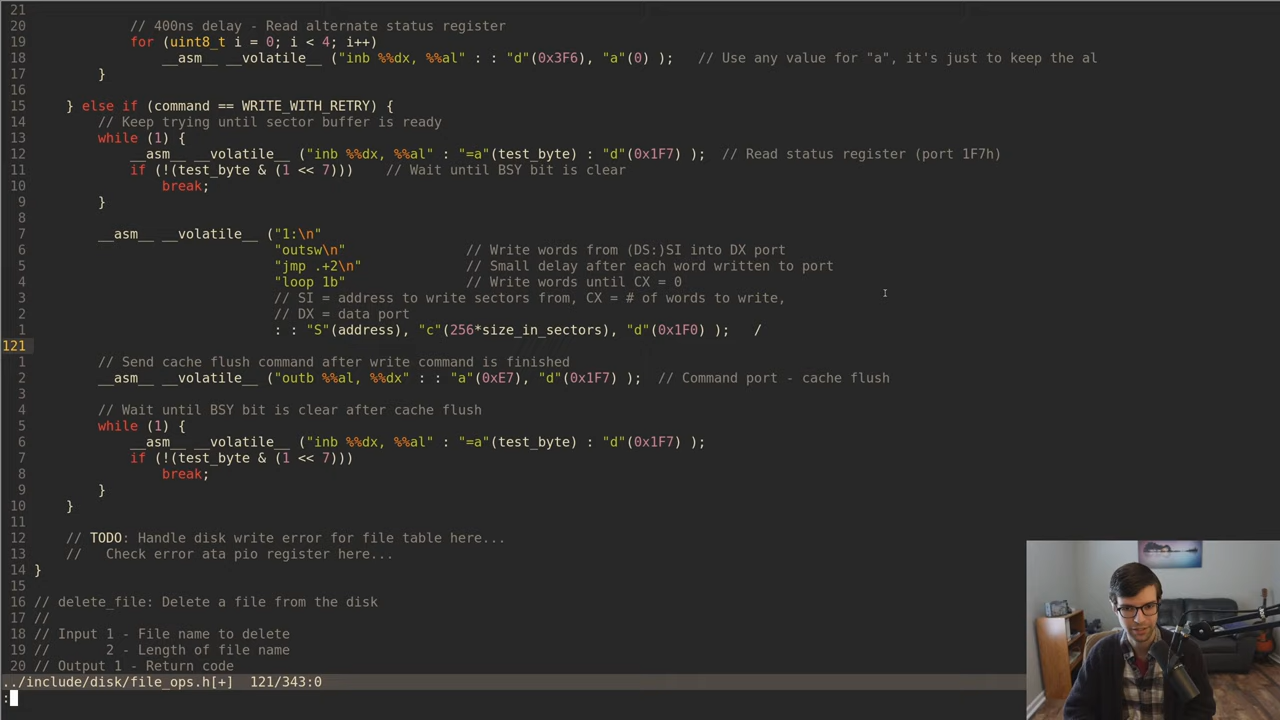 21
20 // 400ns delay - Read alternate status register
19 for (uint8_t i = 0; i < 4; i++)
18 __asm__ __volatile__ ("inb %%dx, %%al" : : "d"(0x3F6), "a"(0) ); // Use any value for "a", it's just to keep the al
17 }
16
15 } else if (command == WRITE_WITH_RETRY) {
14 // Keep trying until sector buffer is ready
13 while (1) {
12 __asm__ __volatile__ ("inb %%dx, %%al" : "=a"(test_byte) : "d"(0x1F7) ); // Read status register (port 1F7h)
11 if (!(test_byte & (1 << 7))) // Wait until BSY bit is clear
10 break;
9 }
8
7 __asm__ __volatile__ ("1:\n"
6 "outsw\n" // Write words from (DS:)SI into DX port
5 "jmp .+2\n" // Small delay after each word written to port
4 "loop 1b" // Write words until CX = 0
3 // SI = address to write sectors from, CX = # of words to write,
2 // DX = data port
1 : : "S"(address), "c"(256*size_in_sectors), "d"(0x1F0) ); /
121
1 // Send cache flush command after write command is finished
2 __asm__ __volatile__ ("outb %%al, %%dx" : : "a"(0xE7), "d"(0x1F7) ); // Command port - cache flush
3
4 // Wait until BSY bit is clear after cache flush
5 while (1) {
6 __asm__ __volatile__ ("inb %%dx, %%al" : "=a"(test_byte) : "d"(0x1F7) );
7 if (!(test_byte & (1 << 7)))
8 break;
9 }
10 }
11
12 // TODO: Handle disk write error for file table here...
13 // Check error ata pio register here...
14 }
15
16 // delete_file: Delete a file from the disk
17 //
18 // Input 1 - File name to delete
19 // 2 - Length of file name
20 // Output 1 - Return code
../include/disk/file_ops.h[+] 121/343:0
: